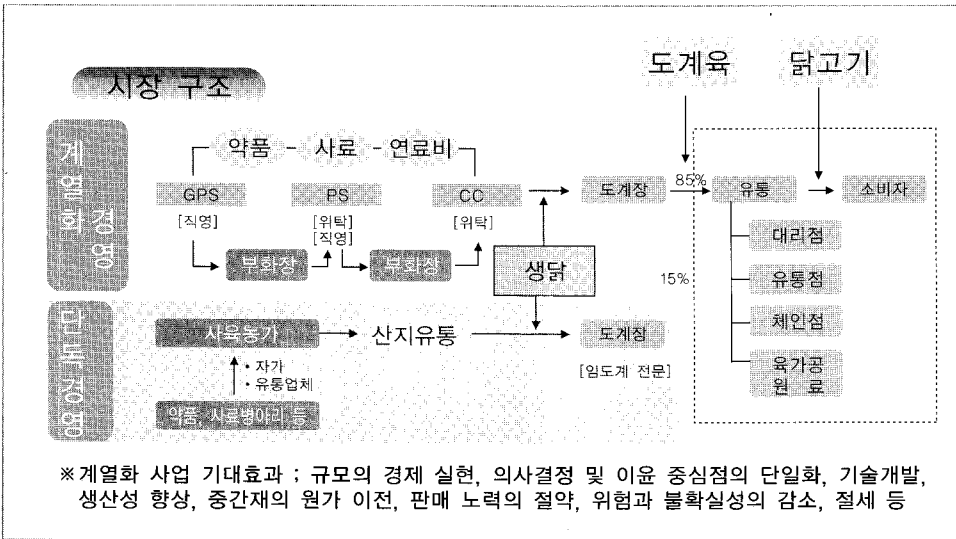 도계육 닭고기
시장 구조
계열화 경영
약품 - 사료 - 연료비
GPS PS CC 도계장 85% 유통 소비자
[직영] [위탁] [위탁]
[직영]
대리점
부화장 부화장 생닭 15% 유통점
체인점
사육농가 산지유통 도계장
• 자가
• 유통업체
[임도계 전문]
육가공
원 료
약품, 사료병아리 등
※계열화 사업 기대효과 ; 규모의 경제 실현, 의사결정 및 이윤 중심점의 단일화, 기술개발,
생산성 향상, 중간재의 원가 이전, 판매 노력의 절약, 위험과 불확실성의 감소, 절세 등